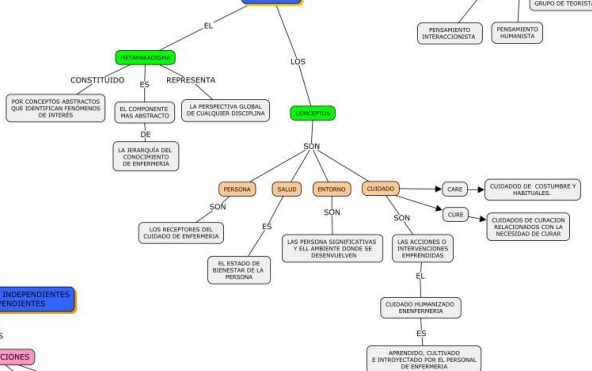 GRUPO DE TEORIST
EL
PENSAMIENTO
INTERACCIONISTA
PENSAMIENTO
HUMANISTA
METAPARADIGMA
LOS
CONSTITUIDO
ES
REPRESENTA
POR CONCEPTOS ABSTRACTOS
QUE IDENTIFICAN FENÓMENOS
DE INTERÉS
EL COMPONENTE
MAS ABSTRACTO
LA PERSPECTIVA GLOBAL
DE CUALQUIER DISCIPLINA
CONCEPTOS
DE
LA JERARQUÍA DEL
CONOCIMIENTO
DE ENFERMERIA
SON
PERSONA
SALUD
ENTORNO
CUIDADO
CARE
CUIDADOD DE COSTUMBRE Y
HABITUALES.
CURE
CUIDADOS DE CURACION
RELACIONADOS CON LA
NECESIDAD DE CURAR
SON
ES
SON
SON
LOS RECEPTORES DEL
CUIDADO DE ENFERMERIA
EL ESTADO DE
BIENESTAR DE LA
PERSONA
LAS PERSONA SIGNIFICATIVAS
Y ELL AMBIENTE DONDE SE
DESENVUELVEN
LAS ACCIONES O
INTERVENCIONES
EMPRENDIDAS
EL
CUIDADO HUMANIZADO
ENENFERMERIA
ES
APRENDIDO, CULTIVADO
E INTROYECTADO POR EL PERSONAL
DE ENFERMERIA
INDEPENDIENTES
PENDIENTES
S
CIONES